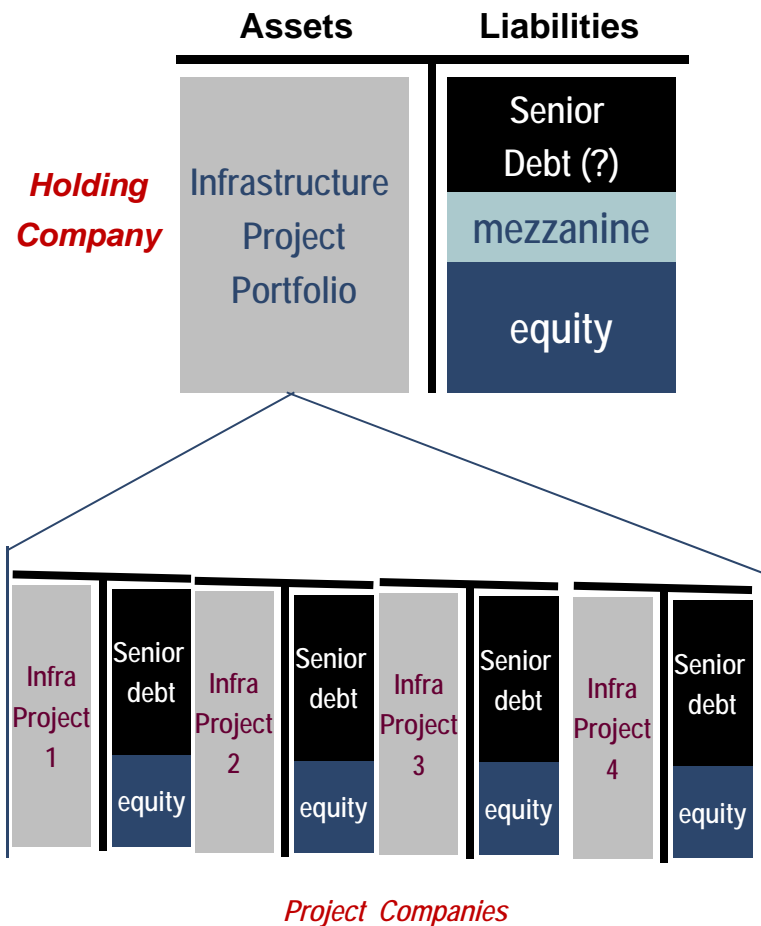 Assets Liabilities
Holding
Company
Infrastructure
Project
Portfolio
Senior
Debt (?)
mezzanine
equity
Infra
Project
1
Senior
debt
equity
Infra
Project
2
Senior
debt
equity
Infra
Project
3
Senior
debt
equity
Infra
Project
4
Senior
debt
equity
Project Companies